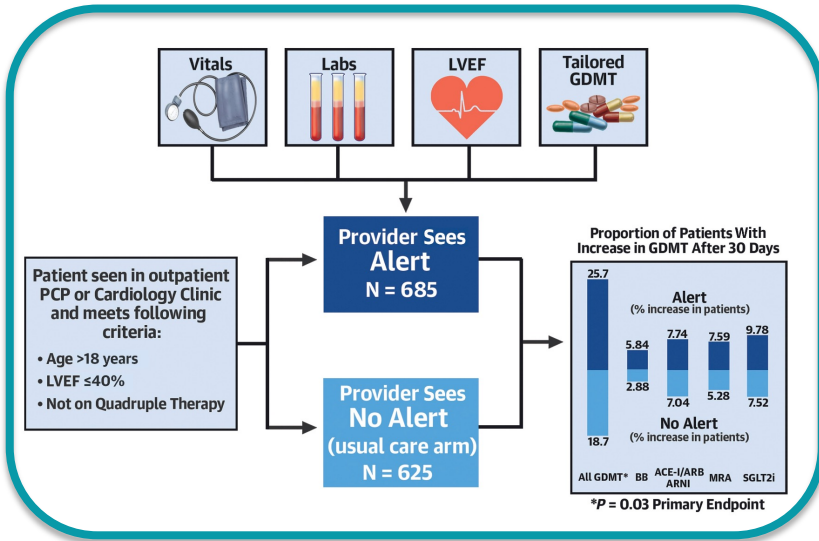 Vitals
Labs
LVEF
Tailored
GDMT
Patient seen in outpatient
PCP or Cardiology Clinic
and meets following
criteria:
• Age >18 years
• LVEF ≤40%
• Not on Quadruple Therapy
Provider Sees
Alert
N = 685
Provider Sees
No Alert
(usual care arm)
N = 625
Proportion of Patients With
Increase in GDMT After 30 Days
25.7
Alert
(% increase in patients)
5.84
7.74
7.59
9.78
2.88
7.04
5.28
7.52
No Alert
(% increase in patients)
18.7
All GDMT*
BB
ACE-I/ARB
ARNI
MRA
SGLT2i
*P = 0.03 Primary Endpoint